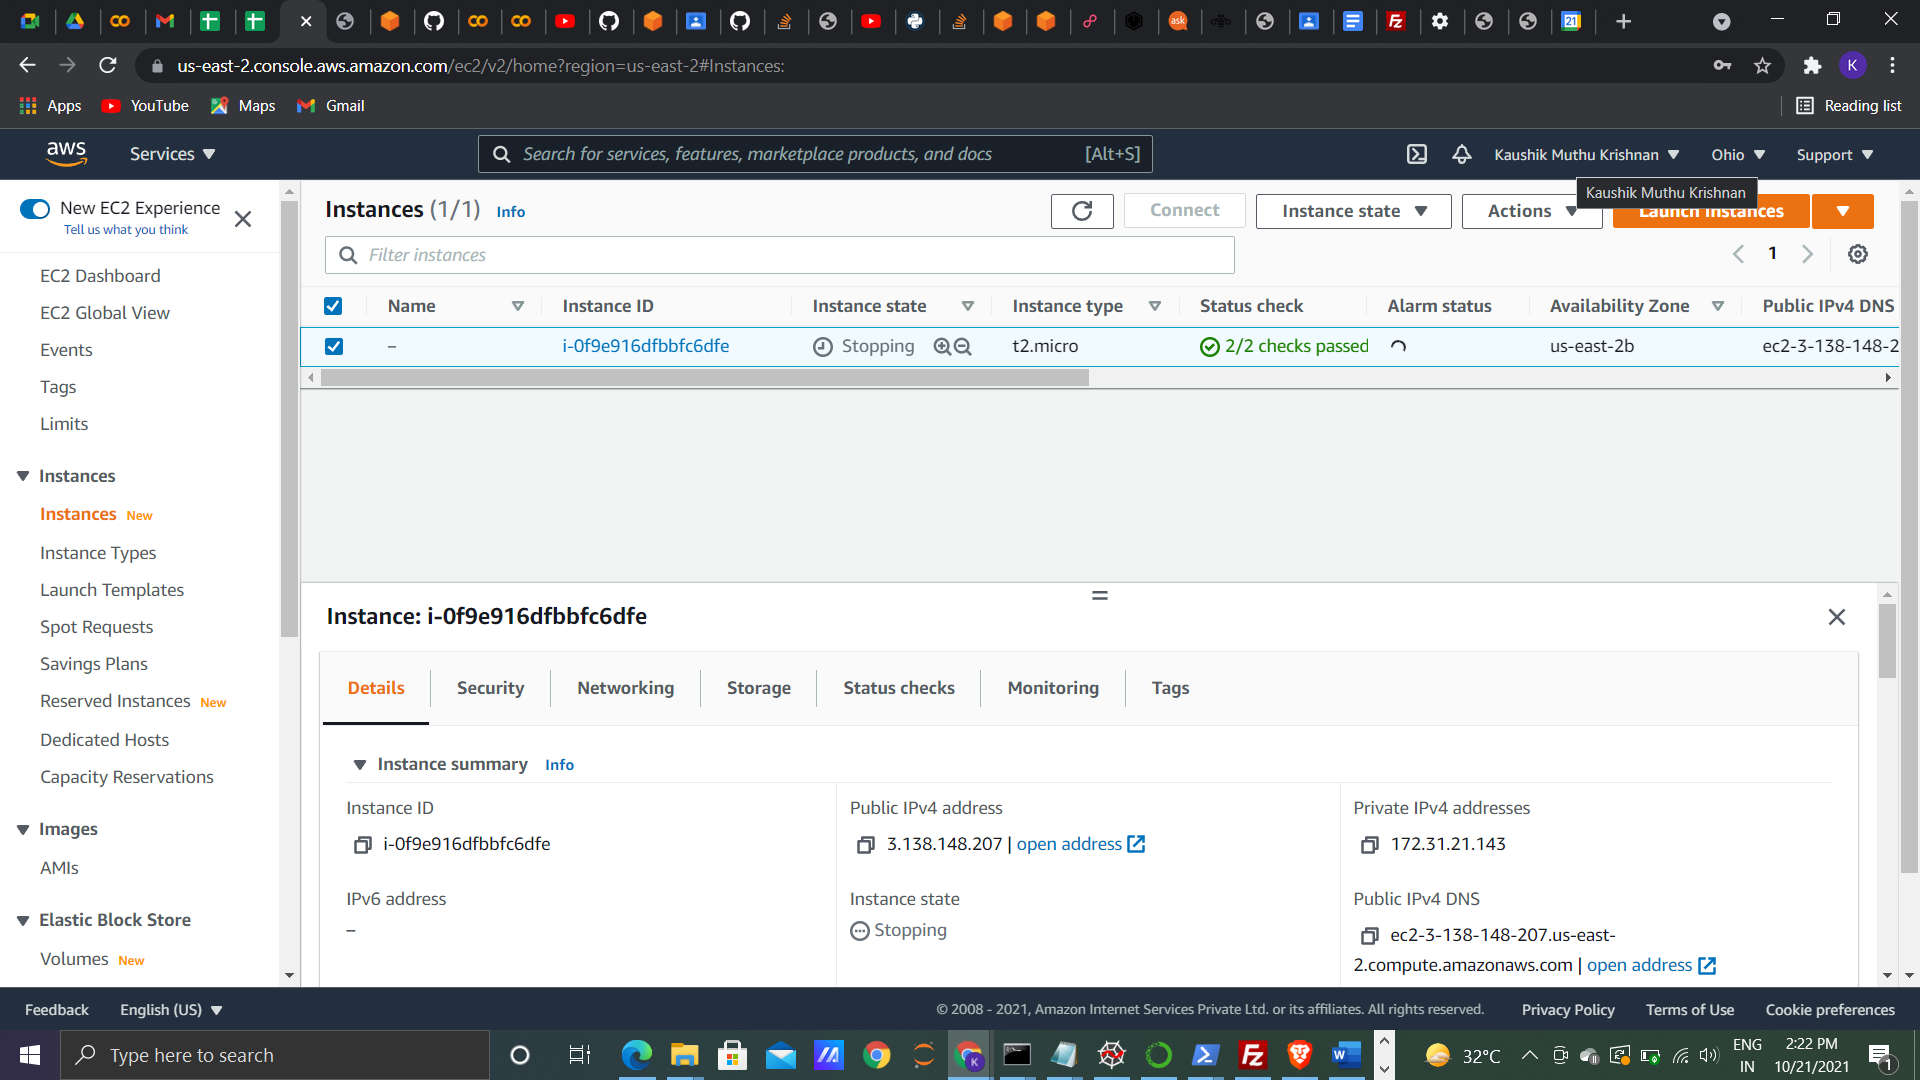 us-east-2.console.aws.amazon.com/ec2/v2/home?region=us-east-2#Instances:
K
Apps YouTube Maps Gmail Reading list
aws Services Search for services, features, marketplace products, and docs [Alt+S] Kaushik Muthu Krishnan Ohio Support
Kaushik Muthu Krishnan
New EC2 Experience
Tell us what you think
EC2 Dashboard
EC2 Global View
Events
Tags
Limits
Instances
Instances New
Instance Types
Launch Templates
Spot Requests
Savings Plans
Reserved Instances New
Dedicated Hosts
Capacity Reservations
Images
AMIs
Elastic Block Store
Volumes New
Instances (1/1) Info Connect Instance state Actions Launch Instances
Filter instances 1
Name Instance ID Instance state Instance type Status check Alarm status Availability Zone Public IPv4 DNS
– i-0f9e916dfbbfc6dfe Stopping t2.micro 2/2 checks passed us-east-2b ec2-3-138-148-2
Instance: i-0f9e916dfbbfc6dfe
Details Security Networking Storage Status checks Monitoring Tags
Instance summary Info
Instance ID Public IPv4 address Private IPv4 addresses
i-0f9e916dfbbfc6dfe 3.138.148.207 | open address 172.31.21.143
IPv6 address Instance state Public IPv4 DNS
– Stopping ec2-3-138-148-207.us-east-
2.compute.amazonaws.com | open address
Feedback English (US) © 2008 - 2021, Amazon Internet Services Private Ltd. or its affiliates. All rights reserved. Privacy Policy Terms of Use Cookie preferences
Type here to search 32°C ENG 2:22 PM
IN 10/21/2021 1